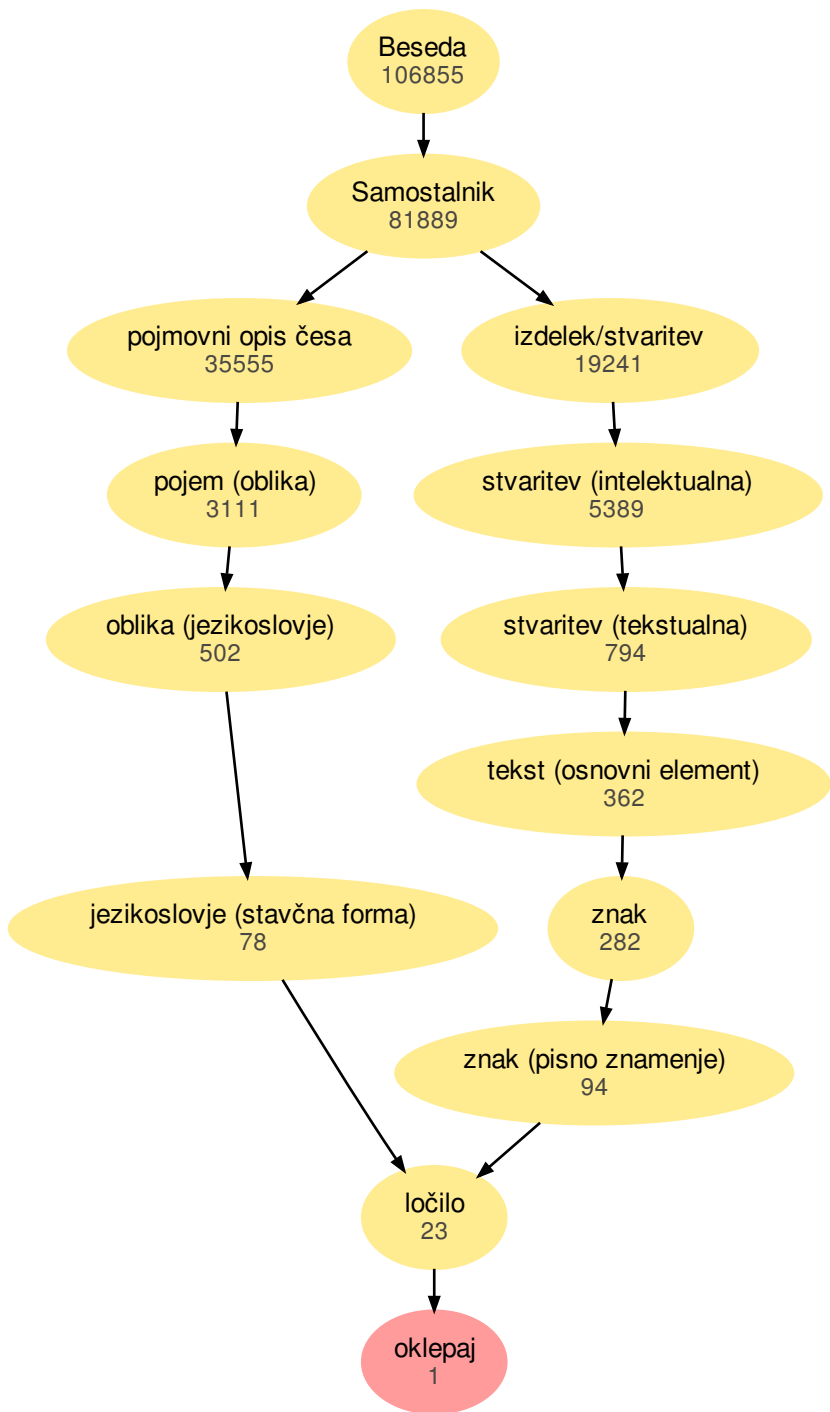 Beseda
106855
Samostalnik
81889
pojmovni opis česa
35555
izdelek/stvaritev
19241
pojem (oblika)
3111
stvaritev (intelektualna)
5389
oblika (jezikoslovje)
502
stvaritev (tekstualna)
794
tekst (osnovni element)
362
jezikoslovje (stavčna forma)
78
znak
282
znak (pisno znamenje)
94
ločilo
23
oklepaj
1